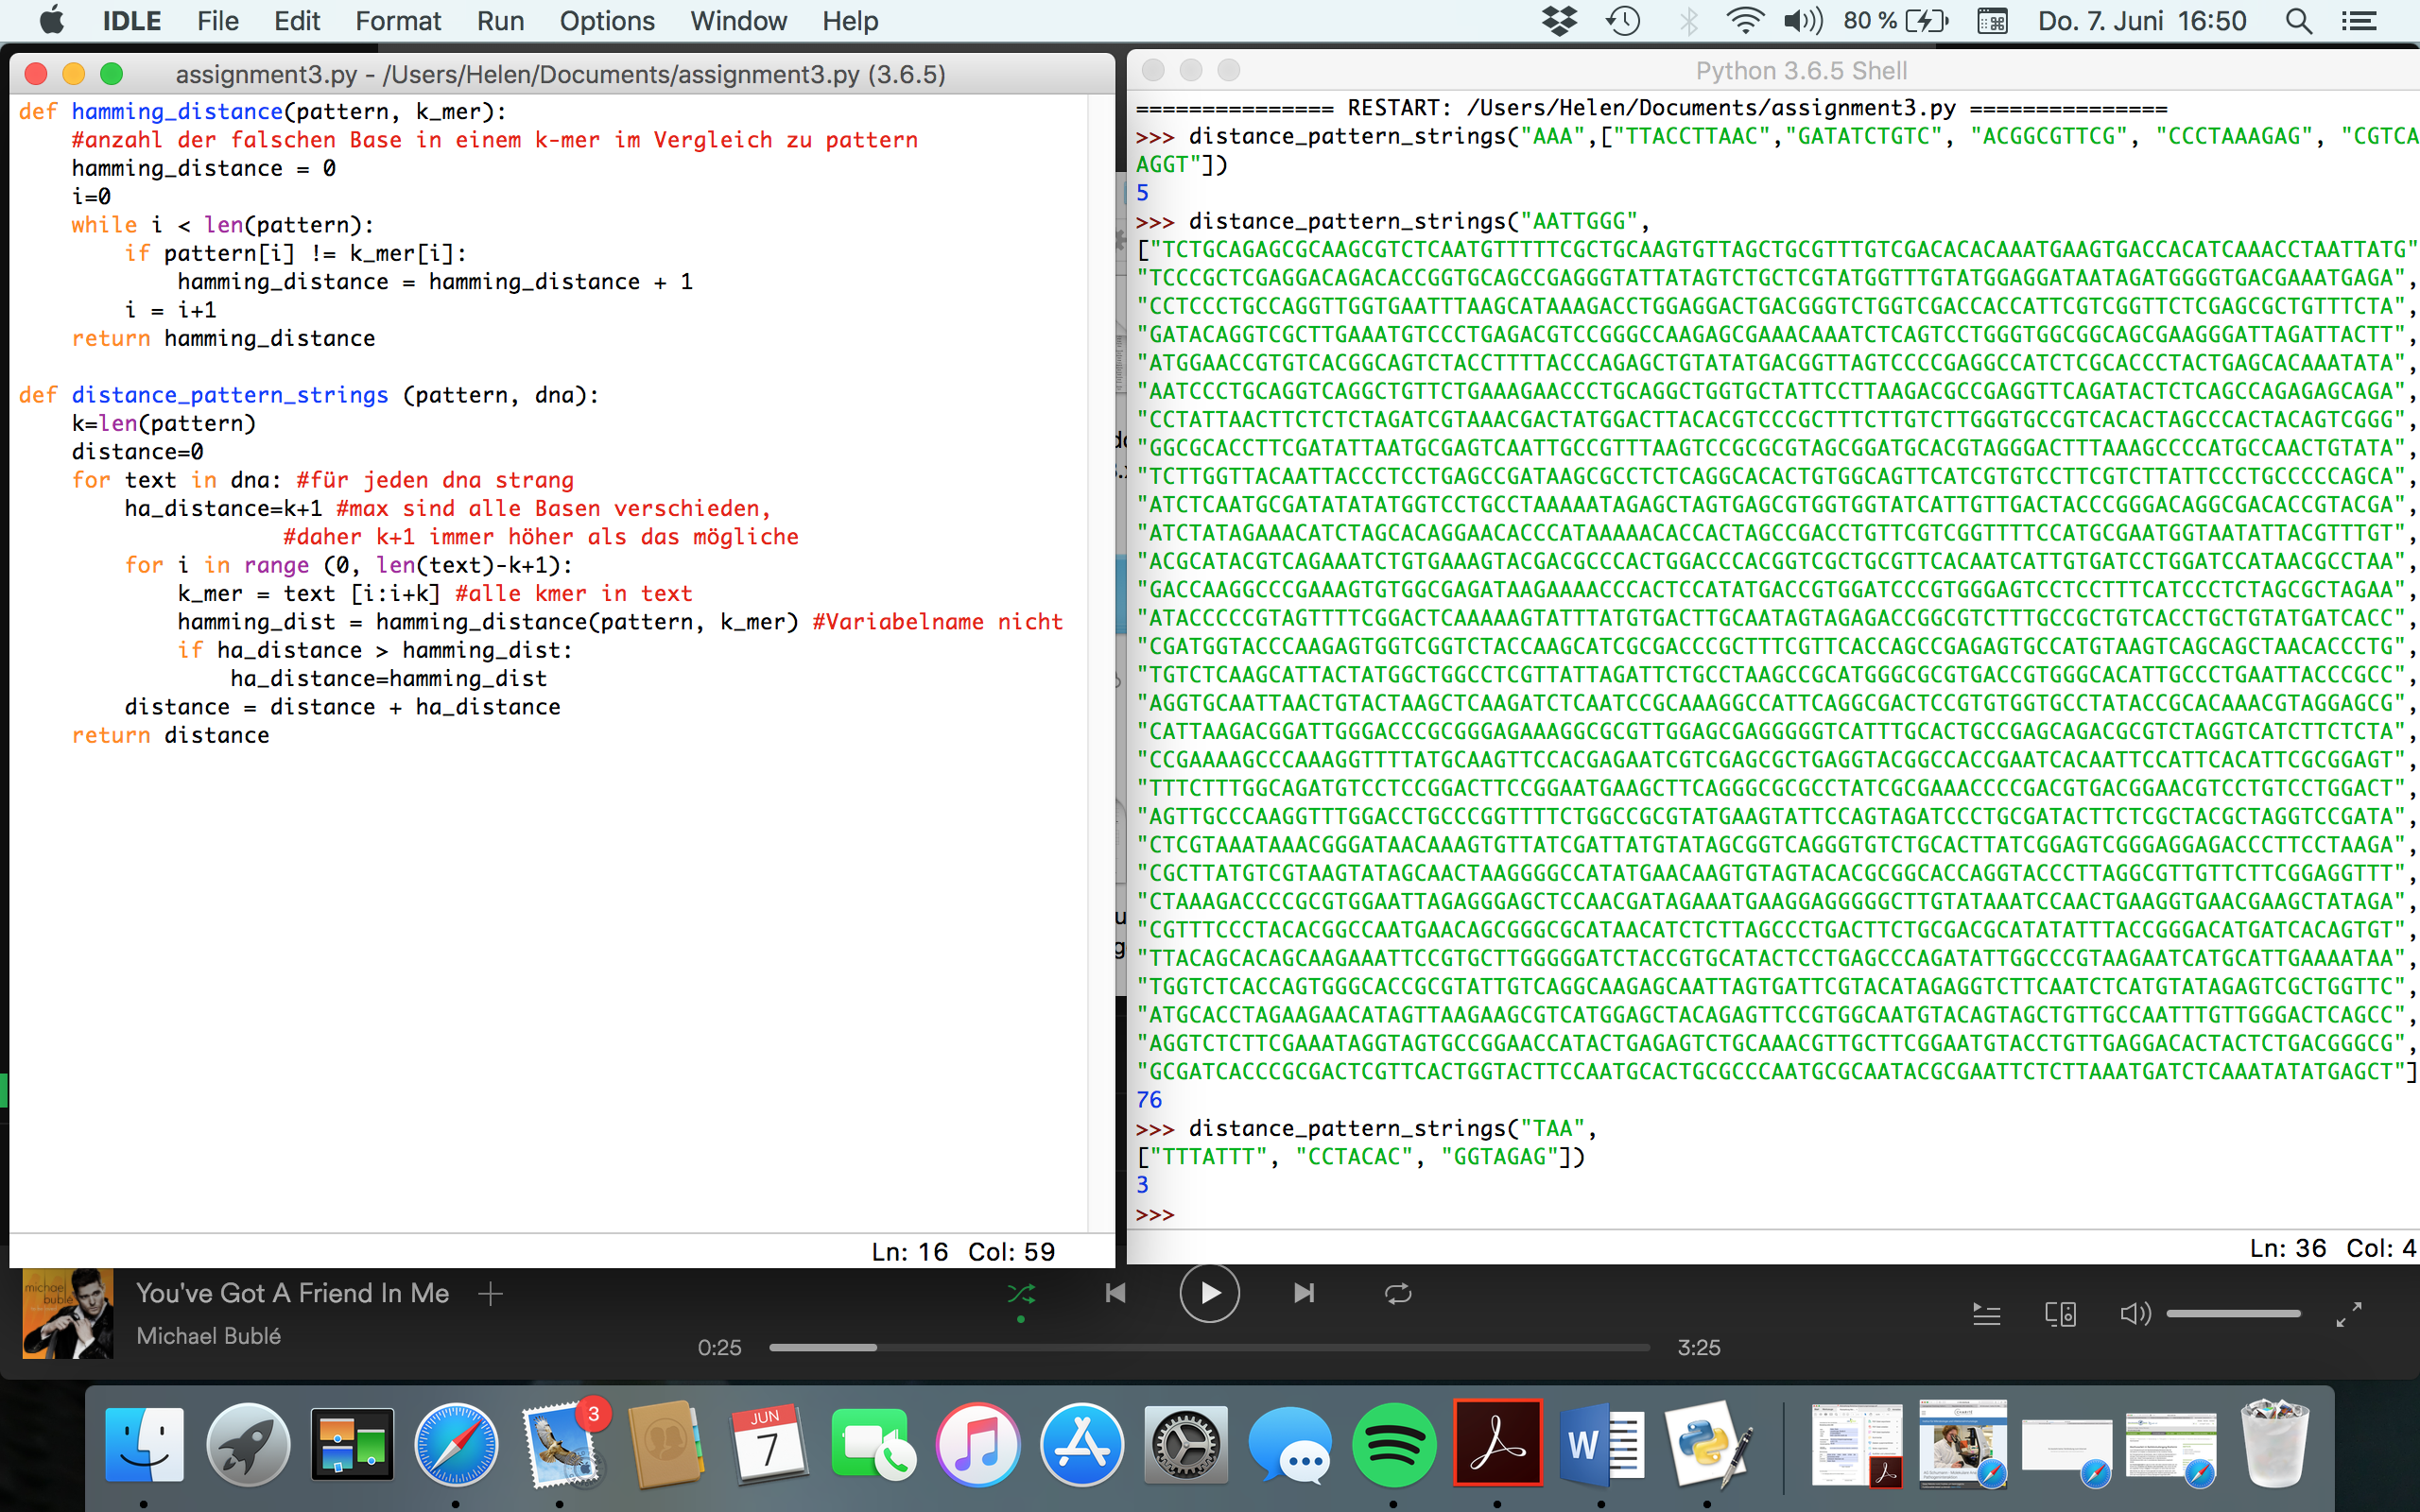 IDLE File Edit Format Run Options Window Help 80 % Do. 7. Juni 16:50
assignment3.py - /Users/Helen/Documents/assignment3.py (3.6.5)
def hamming_distance(pattern, k_mer):
    #anzahl der falschen Base in einem k-mer im Vergleich zu pattern
    hamming_distance = 0
    i=0
    while i < len(pattern):
        if pattern[i] != k_mer[i]:
            hamming_distance = hamming_distance + 1
        i = i+1
    return hamming_distance
def distance_pattern_strings (pattern, dna):
    k=len(pattern)
    distance=0
    for text in dna: #für jeden dna strang
        ha_distance=k+1 #max sind alle Basen verschieden,
                    #daher k+1 immer höher als das mögliche
        for i in range (0, len(text)-k+1):
            k_mer = text [i:i+k] #alle kmer in text
            hamming_dist = hamming_distance(pattern, k_mer) #Variabelname nicht
            if ha_distance > hamming_dist:
                ha_distance=hamming_dist
        distance = distance + ha_distance
    return distance
Ln: 16 Col: 59
Python 3.6.5 Shell
=============== RESTART: /Users/Helen/Documents/assignment3.py ===============
>>> distance_pattern_strings("AAA",["TTACCTTAAC","GATATCTGTC", "ACGGCGTTCG", "CCCTAAAGAG", "CGTCA
AGGT"])
5
>>> distance_pattern_strings("AATTGGG",
["TCTGCAGAGCGCAAGCGTCTCAATGTTTTTCGCTGCAAGTGTTAGCTGCGTTTGTCGACACACAAATGAAGTGACCACATCAAACCTAATTATG"
"TCCCGCTCGAGGACAGACACCGGTGCAGCCGAGGGTATTATAGTCTGCTCGTATGGTTTGTATGGAGGATAATAGATGGGGTGACGAAATGAGA",
"CCTCCCTGCCAGGTTGGTGAATTTAAGCATAAAGACCTGGAGGACTGACGGGTCTGGTCGACCACCATTCGTCGGTTCTCGAGCGCTGTTTCTA",
"GATACAGGTCGCTTGAAATGTCCCTGAGACGTCCGGGCCAAGAGCGAAACAAATCTCAGTCCTGGGTGGCGGCAGCGAAGGGATTAGATTACTT",
"ATGGAACCGTGTCACGGCAGTCTACCTTTTACCCAGAGCTGTATATGACGGTTAGTCCCCGAGGCCATCTCGCACCCTACTGAGCACAAATATA",
"AATCCCTGCAGGTCAGGCTGTTCTGAAAGAACCCTGCAGGCTGGTGCTATTCCTTAAGACGCCGAGGTTCAGATACTCTCAGCCAGAGAGCAGA",
"CCTATTAACTTCTCTCTAGATCGTAAACGACTATGGACTTACACGTCCCGCTTTCTTGTCTTGGGTGCCGTCACACTAGCCCACTACAGTCGGG",
"GGCGCACCTTCGATATTAATGCGAGTCAATTGCCGTTTAAGTCCGCGCGTAGCGGATGCACGTAGGGACTTTAAAGCCCCATGCCAACTGTATA",
"TCTTGGTTACAATTACCCTCCTGAGCCGATAAGCGCCTCTCAGGCACACTGTGGCAGTTCATCGTGTCCTTCGTCTTATTCCCTGCCCCCAGCA",
"ATCTCAATGCGATATATATGGTCCTGCCTAAAAATAGAGCTAGTGAGCGTGGTGGTATCATTGTTGACTACCCGGGACAGGCGACACCGTACGA",
"ATCTATAGAAACATCTAGCACAGGAACACCCATAAAAACACCACTAGCCGACCTGTTCGTCGGTTTTCCATGCGAATGGTAATATTACGTTTGT",
"ACGCATACGTCAGAAATCTGTGAAAGTACGACGCCCACTGGACCCACGGTCGCTGCGTTCACAATCATTGTGATCCTGGATCCATAACGCCTAA",
"GACCAAGGCCCGAAAGTGTGGCGAGATAAGAAAACCCACTCCATATGACCGTGGATCCCGTGGGAGTCCTCCTTTCATCCCTCTAGCGCTAGAA",
"ATACCCCCGTAGTTTTCGGACTCAAAAAGTATTTATGTGACTTGCAATAGTAGAGACCGGCGTCTTTGCCGCTGTCACCTGCTGTATGATCACC",
"CGATGGTACCCAAGAGTGGTCGGTCTACCAAGCATCGCGACCCGCTTTCGTTCACCAGCCGAGAGTGCCATGTAAGTCAGCAGCTAACACCCTG",
"TGTCTCAAGCATTACTATGGCTGGCCTCGTTATTAGATTCTGCCTAAGCCGCATGGGCGCGTGACCGTGGGCACATTGCCCTGAATTACCCGCC",
"AGGTGCAATTAACTGTACTAAGCTCAAGATCTCAATCCGCAAAGGCCATTCAGGCGACTCCGTGTGGTGCCTATACCGCACAAACGTAGGAGCG",
"CATTAAGACGGATTGGGACCCGCGGGAGAAAGGCGCGTTGGAGCGAGGGGGTCATTTGCACTGCCGAGCAGACGCGTCTAGGTCATCTTCTCTA",
"CCGAAAAGCCCAAAGGTTTTATGCAAGTTCCACGAGAATCGTCGAGCGCTGAGGTACGGCCACCGAATCACAATTCCATTCACATTCGCGGAGT",
"TTTCTTTGGCAGATGTCCTCCGGACTTCCGGAATGAAGCTTCAGGGCGCGCCTATCGCGAAACCCCGACGTGACGGAACGTCCTGTCCTGGACT",
"AGTTGCCCAAGGTTTGGACCTGCCCGGTTTTCTGGCCGCGTATGAAGTATTCCAGTAGATCCCTGCGATACTTCTCGCTACGCTAGGTCCGATA",
"CTCGTAAATAAACGGGATAACAAAGTGTTATCGATTATGTATAGCGGTCAGGGTGTCTGCACTTATCGGAGTCGGGAGGAGACCCTTCCTAAGA",
"CGCTTATGTCGTAAGTATAGCAACTAAGGGGCCATATGAACAAGTGTAGTACACGCGGCACCAGGTACCCTTAGGCGTTGTTCTTCGGAGGTTT",
"CTAAAGACCCCGCGTGGAATTAGAGGGAGCTCCAACGATAGAAATGAAGGAGGGGGCTTGTATAAATCCAACTGAAGGTGAACGAAGCTATAGA",
"CGTTTCCCTACACGGCCAATGAACAGCGGGCGCATAACATCTCTTAGCCCTGACTTCTGCGACGCATATATTTACCGGGACATGATCACAGTGT",
"TTACAGCACAGCAAGAAATTCCGTGCTTGGGGGATCTACCGTGCATACTCCTGAGCCCAGATATTGGCCCGTAAGAATCATGCATTGAAAATAA",
"TGGTCTCACCAGTGGGCACCGCGTATTGTCAGGCAAGAGCAATTAGTGATTCGTACATAGAGGTCTTCAATCTCATGTATAGAGTCGCTGGTTC",
"ATGCACCTAGAAGAACATAGTTAAGAAGCGTCATGGAGCTACAGAGTTCCGTGGCAATGTACAGTAGCTGTTGCCAATTTGTTGGGACTCAGCC",
"AGGTCTCTTCGAAATAGGTAGTGCCGGAACCATACTGAGAGTCTGCAAACGTTGCTTCGGAATGTACCTGTTGAGGACACTACTCTGACGGGCG",
"GCGATCACCCGCGACTCGTTCACTGGTACTTCCAATGCACTGCGCCCAATGCGCAATACGCGAATTCTCTTAAATGATCTCAAATATATGAGCT"]
76
>>> distance_pattern_strings("TAA",
["TTTATTT", "CCTACAC", "GGTAGAG"])
3
>>>
Ln: 36 Col: 4
michael
bublé
You've Got A Friend In Me
Michael Bublé
0:25 3:25
3
JUN
7
W